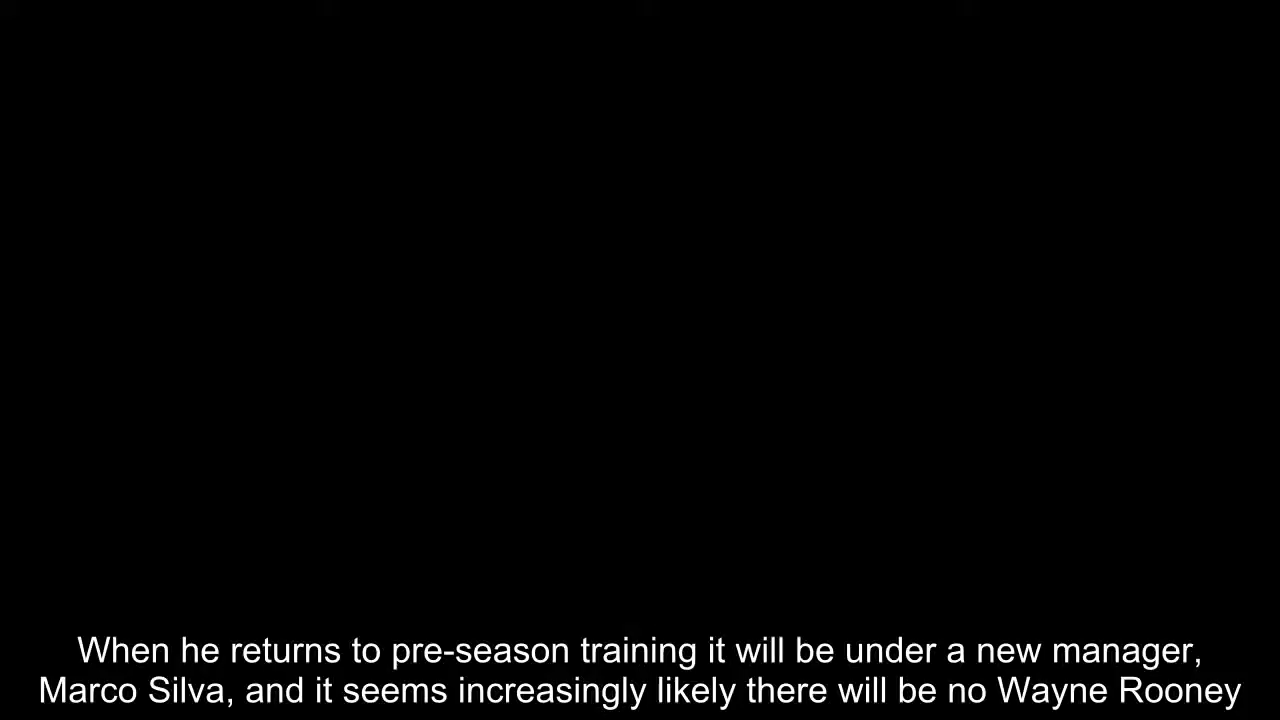 When he returns to pre-season training it will be under a new manager,
Marco Silva, and it seems increasingly likely there will be no Wayne Rooney